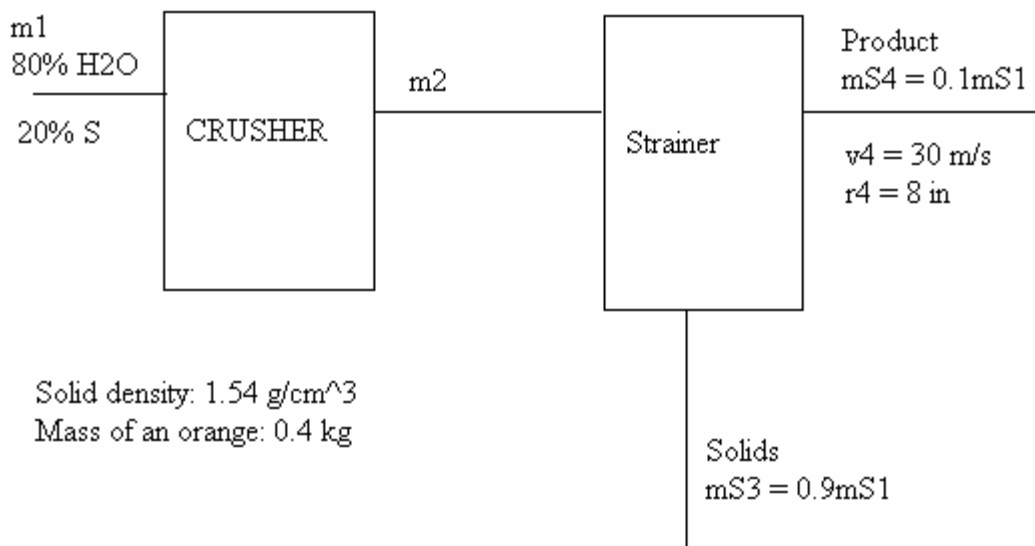 m1
80% H2O
20% S
CRUSHER
m2
Strainer
Product
mS4 = 0.1mS1
v4 = 30 m/s
r4 = 8 in
Solid density: 1.54 g/cm^3
Mass of an orange: 0.4 kg
Solids
mS3 = 0.9mS1